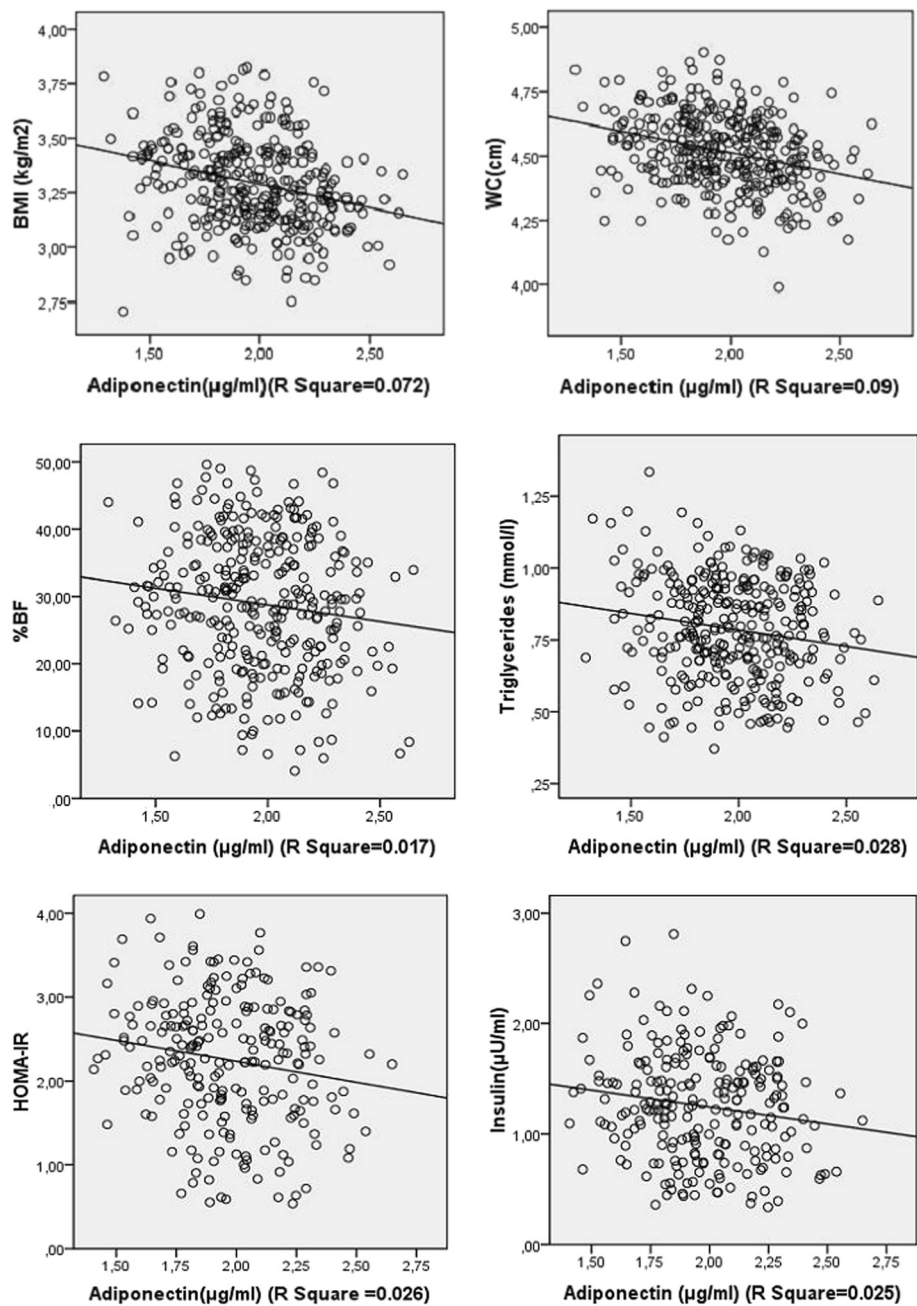 4,00
3,75
3,50
3,25
3,00
2,75
BMI (kg/m2)
1,50 2,00 2,50
Adiponectin(µg/ml)(R Square=0.072)
5,00
4,75
4,50
4,25
4,00
WC(cm)
1,50 2,00 2,50
Adiponectin (µg/ml) (R Square=0.09)
50,00
40,00
30,00
20,00
10,00
,00
%BF
1,50 2,00 2,50
Adiponectin (µg/ml) (R Square=0.017)
1,25
1,00
,75
,50
,25
Triglycerides (mmol/l)
1,50 2,00 2,50
Adiponectin (µg/ml) (R Square=0.028)
4,00
3,00
2,00
1,00
,00
HOMA-IR
1,50 1,75 2,00 2,25 2,50 2,75
Adiponectin(µg/ml) (R Square =0.026)
3,00
2,00
1,00
,00
Insulin(µU/ml)
1,50 1,75 2,00 2,25 2,50 2,75
Adiponectin (µg/ml) (R Square=0.025)